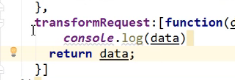 },
transformRequest:[function(
console.log(data)
return data;
}]